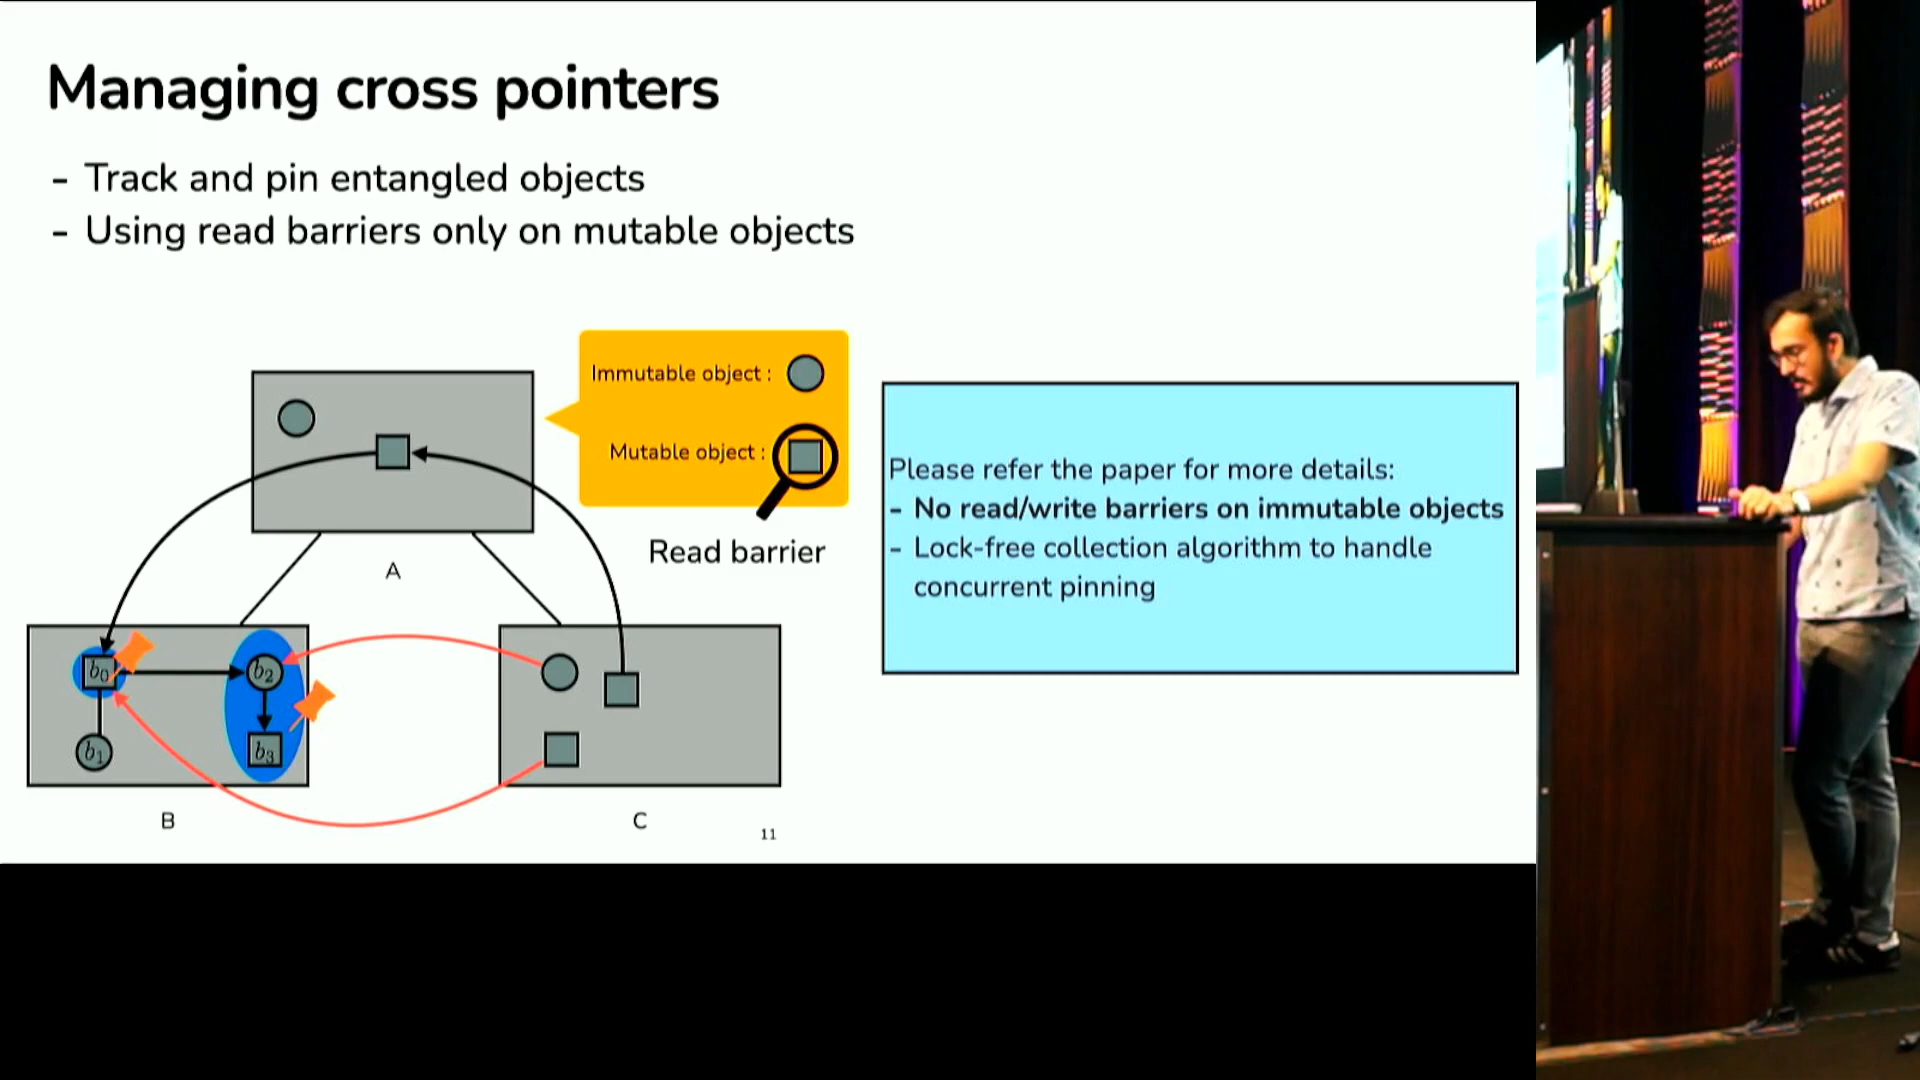 Managing cross pointers
- Track and pin entangled objects
- Using read barriers only on mutable objects
Immutable object :
Mutable object :
Read barrier
A
b0
b2
b1
b3
B
C
11
Please refer the paper for more details:
- No read/write barriers on immutable objects
- Lock-free collection algorithm to handle
concurrent pinning